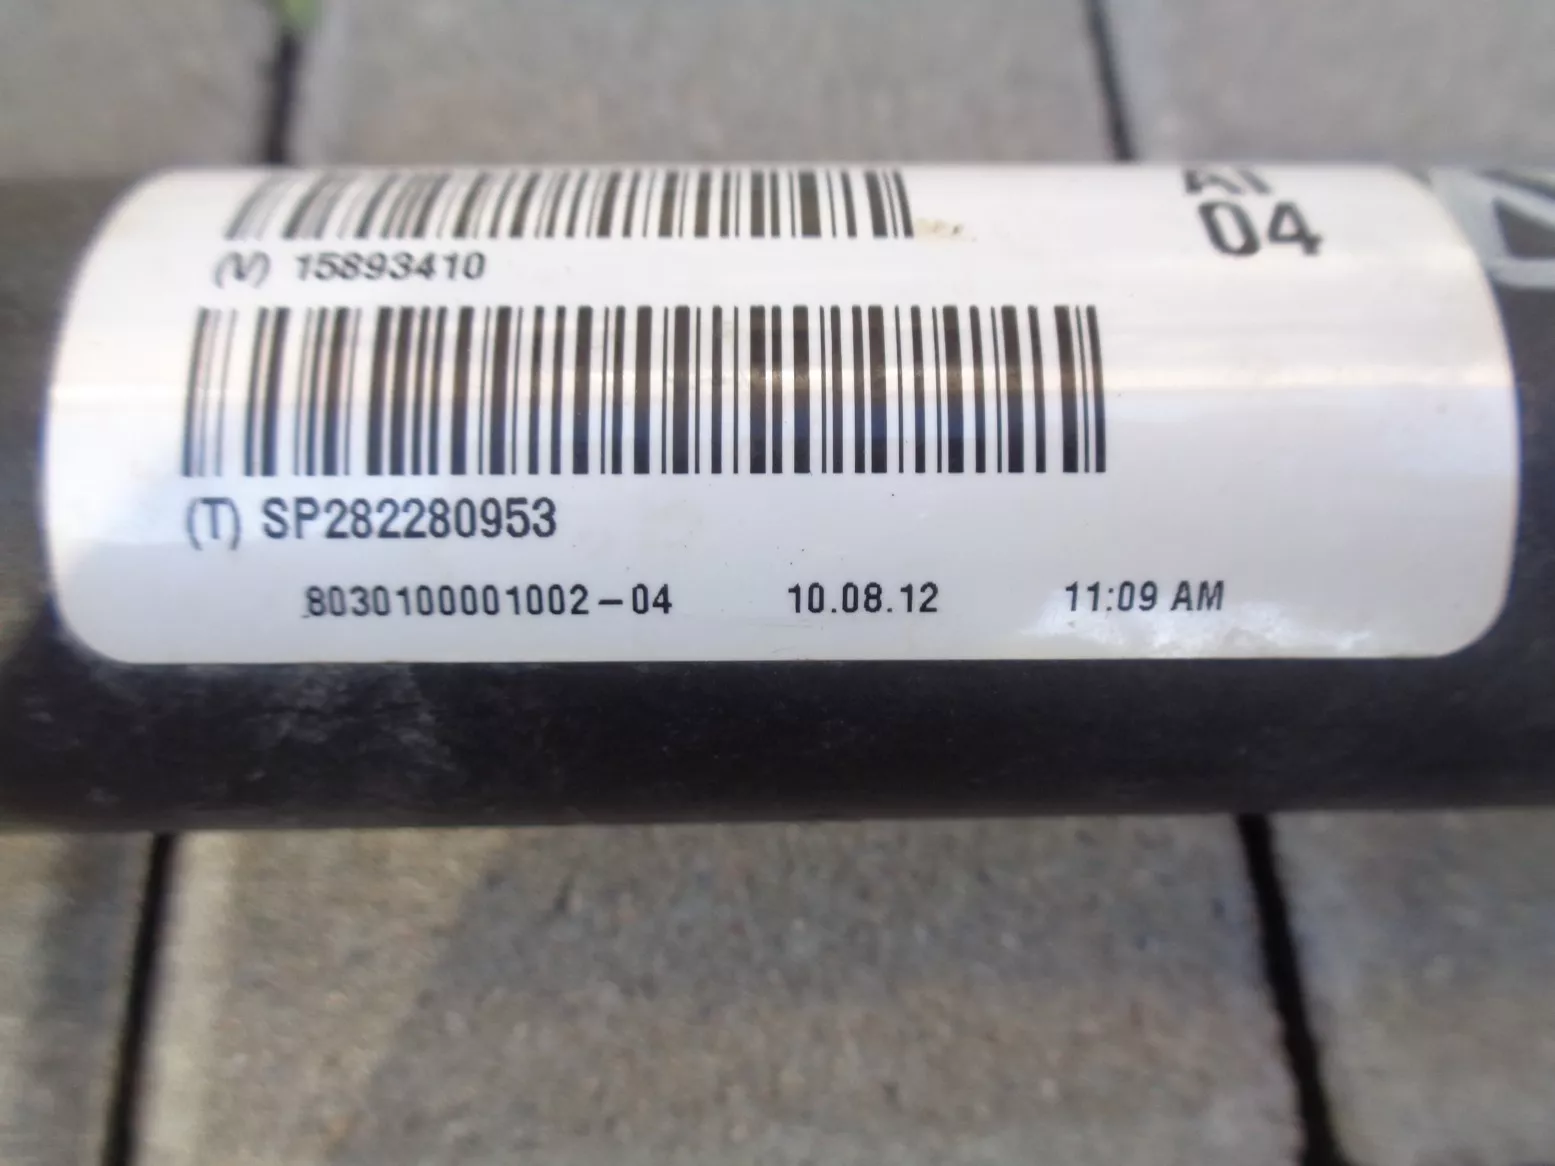 04
(V) 15893410
(T) SP282280953
8030100001002-04 10.08.12 11:09 AM